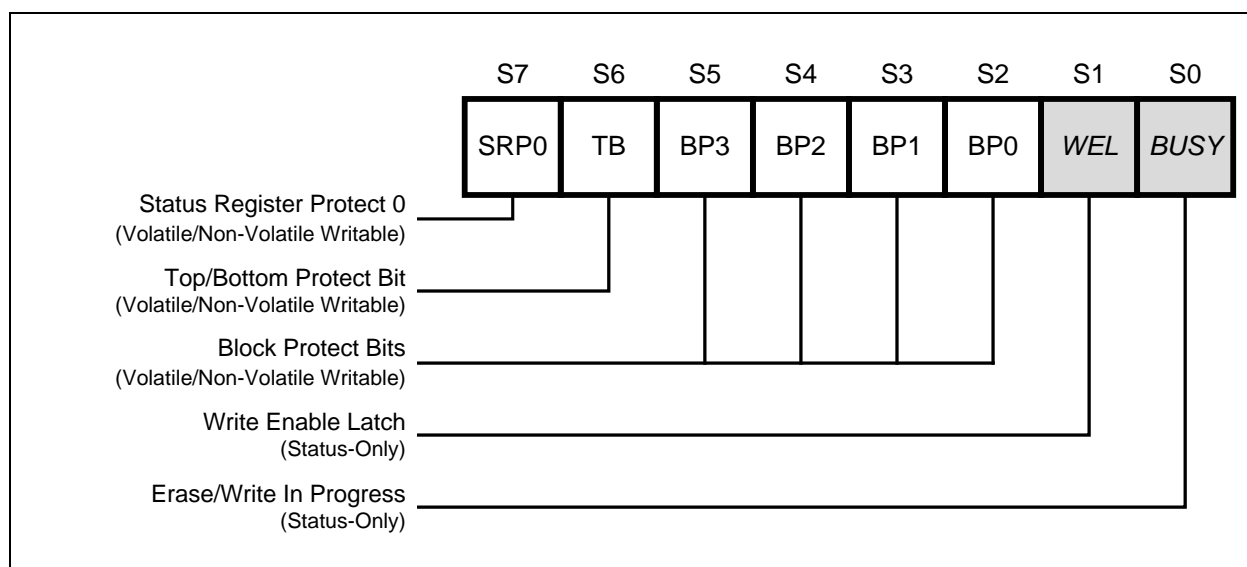 S7 S6 S5 S4 S3 S2 S1 S0
SRP0 TB BP3 BP2 BP1 BP0 WEL BUSY
Status Register Protect 0
(Volatile/Non-Volatile Writable)
Top/Bottom Protect Bit
(Volatile/Non-Volatile Writable)
Block Protect Bits
(Volatile/Non-Volatile Writable)
Write Enable Latch
(Status-Only)
Erase/Write In Progress
(Status-Only)